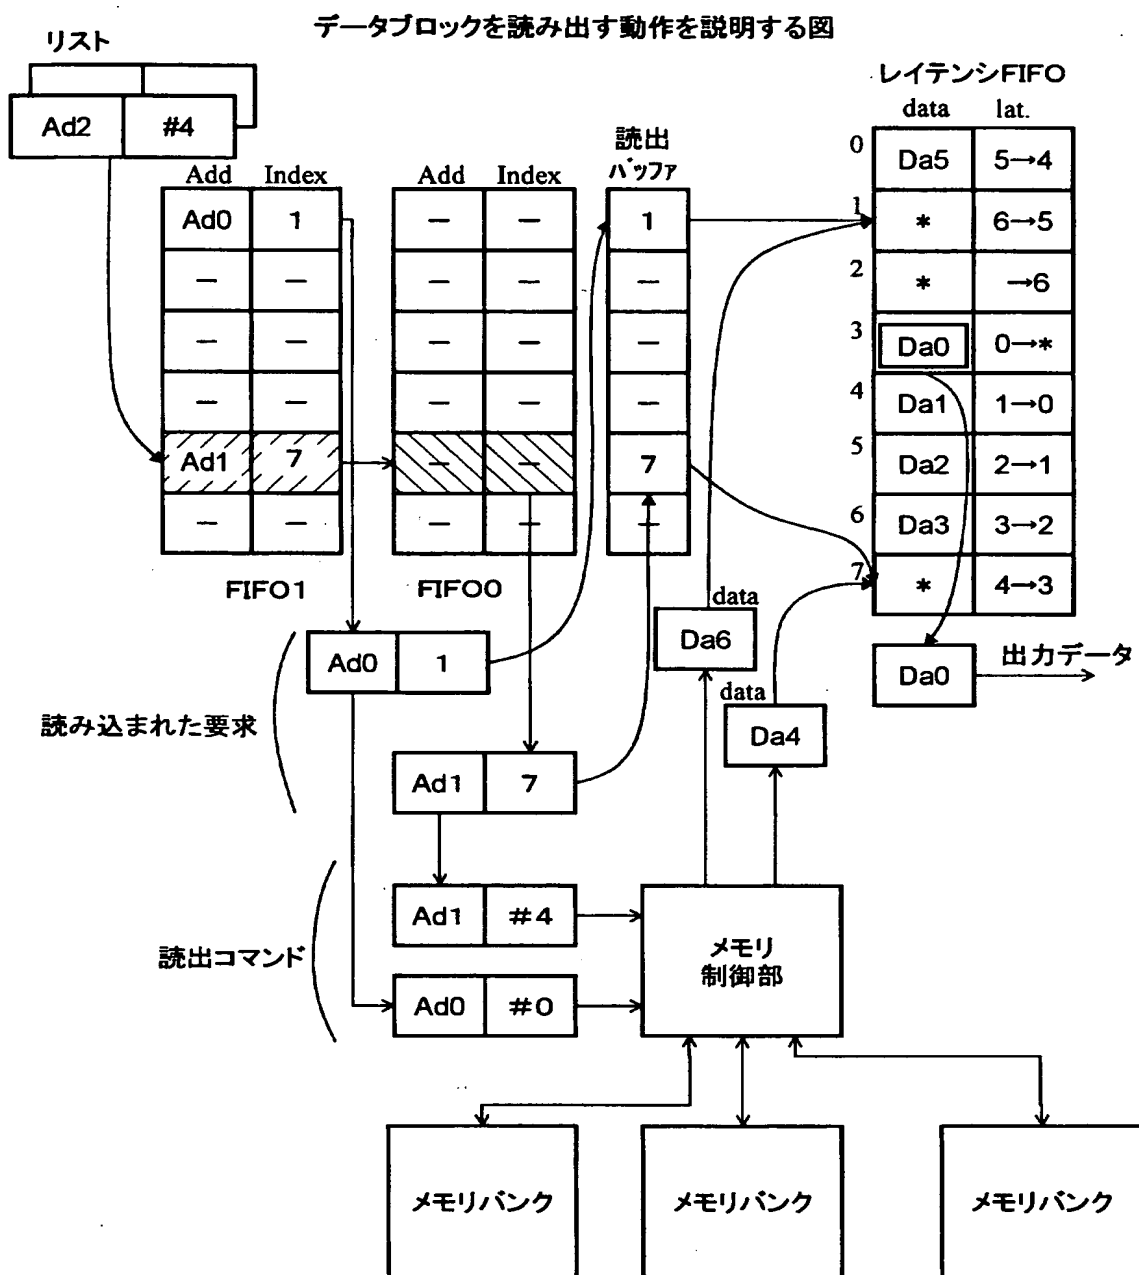 データブロックを読み出す動作を説明する図
リスト
Ad2 #4
レイテンシFIFO
data lat.
0 Da5 5→4
1 * 6→5
2 * →6
3 Da0 0→*
4 Da1 1→0
5 Da2 2→1
6 Da3 3→2
7 * 4→3
Add Index
Ad0 1
— —
— —
— —
Ad1 7
— —
FIFO1
Add Index
— —
— —
— —
— —
— —
— —
FIFO0
読出
バッファ
1
—
—
—
7
—
data
Da6
data
Da4
Da0
出力データ
Ad0 1
読み込まれた要求
Ad1 7
Ad1 #4
読出コマンド
Ad0 #0
メモリ
制御部
メモリバンク
メモリバンク
メモリバンク